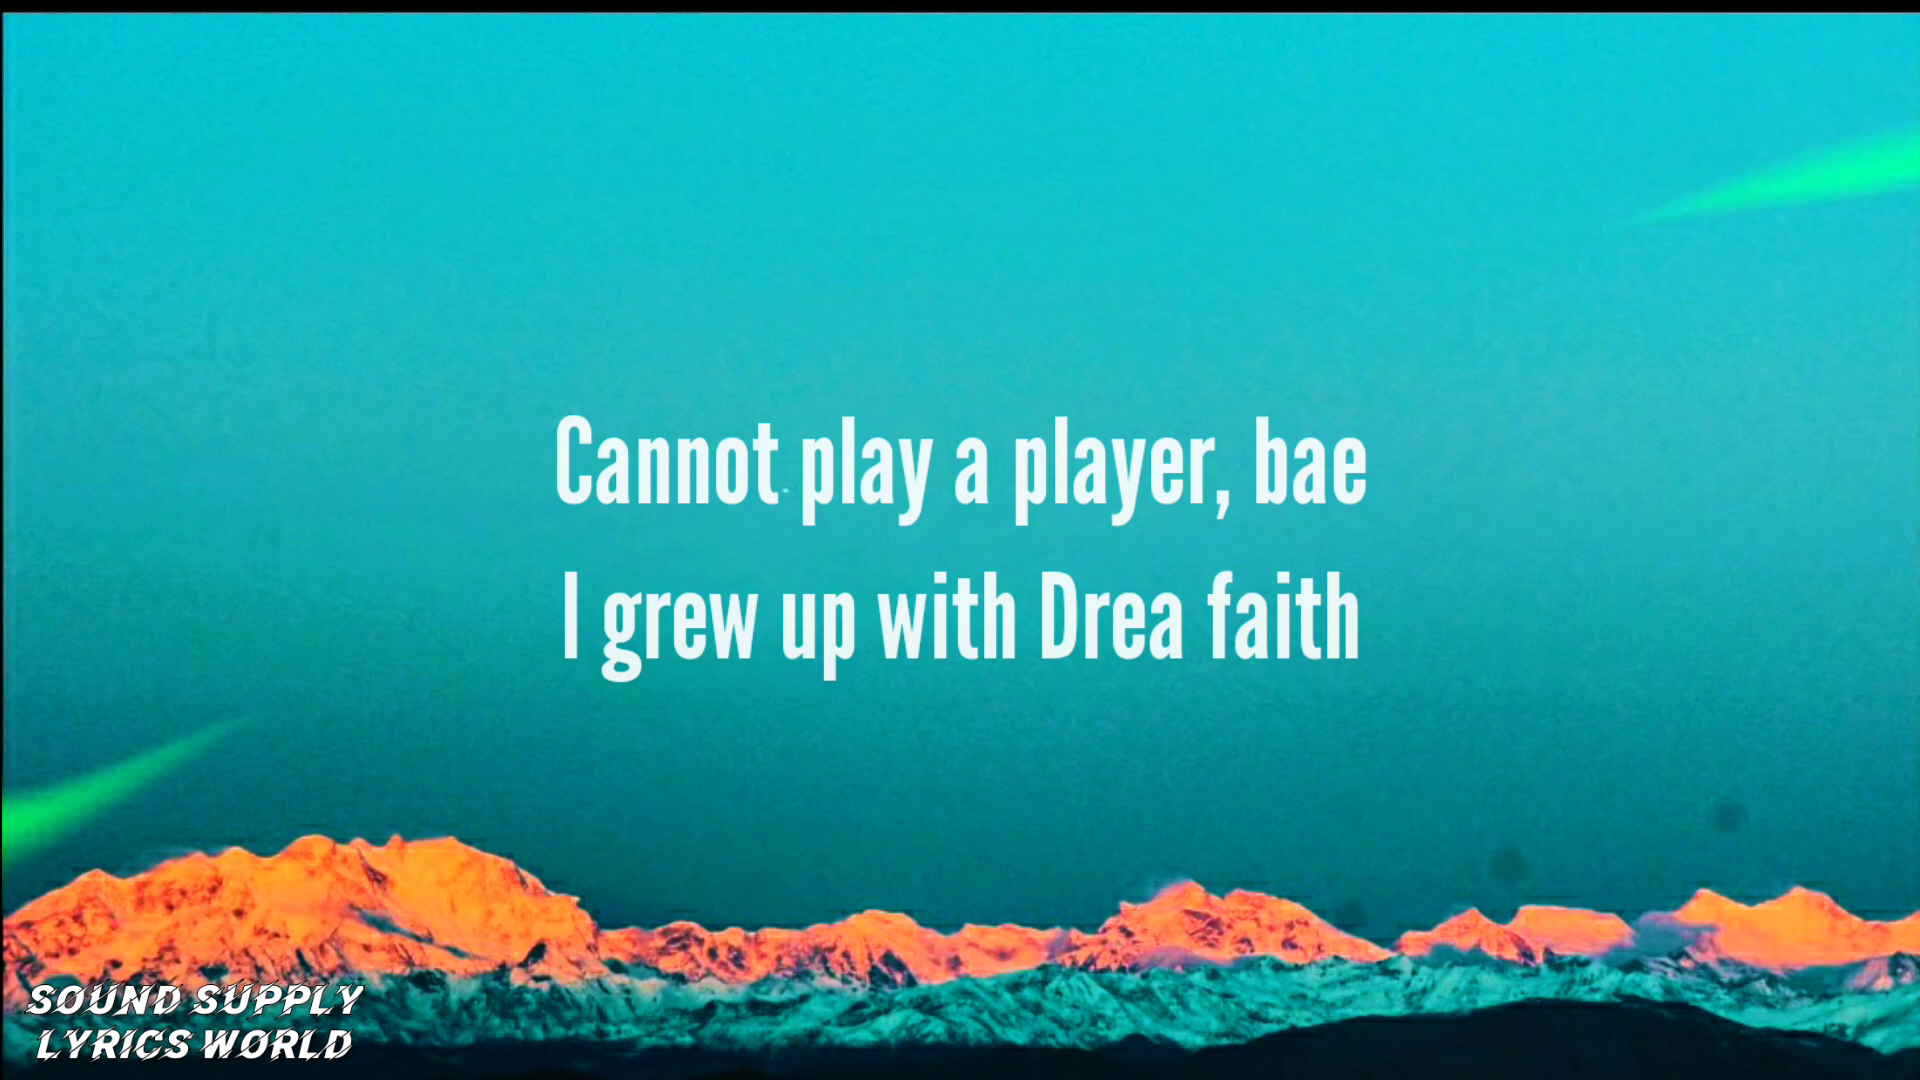 Cannot play a player, bae
I grew up with Drea faith
SOUND SUPPLY
LYRICS WORLD